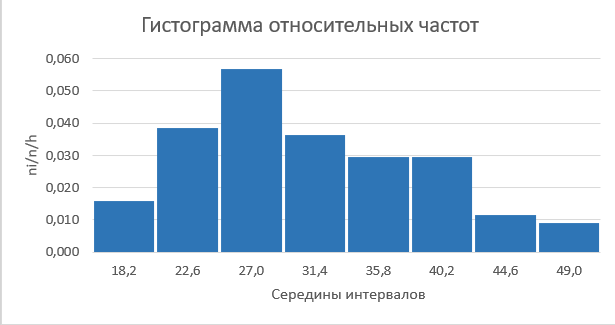 Гистограмма относительных частот
0,060
0,050
0,040
0,030
0,020
0,010
0,000
ni/n/h
18,2 22,6 27,0 31,4 35,8 40,2 44,6 49,0
Середины интервалов